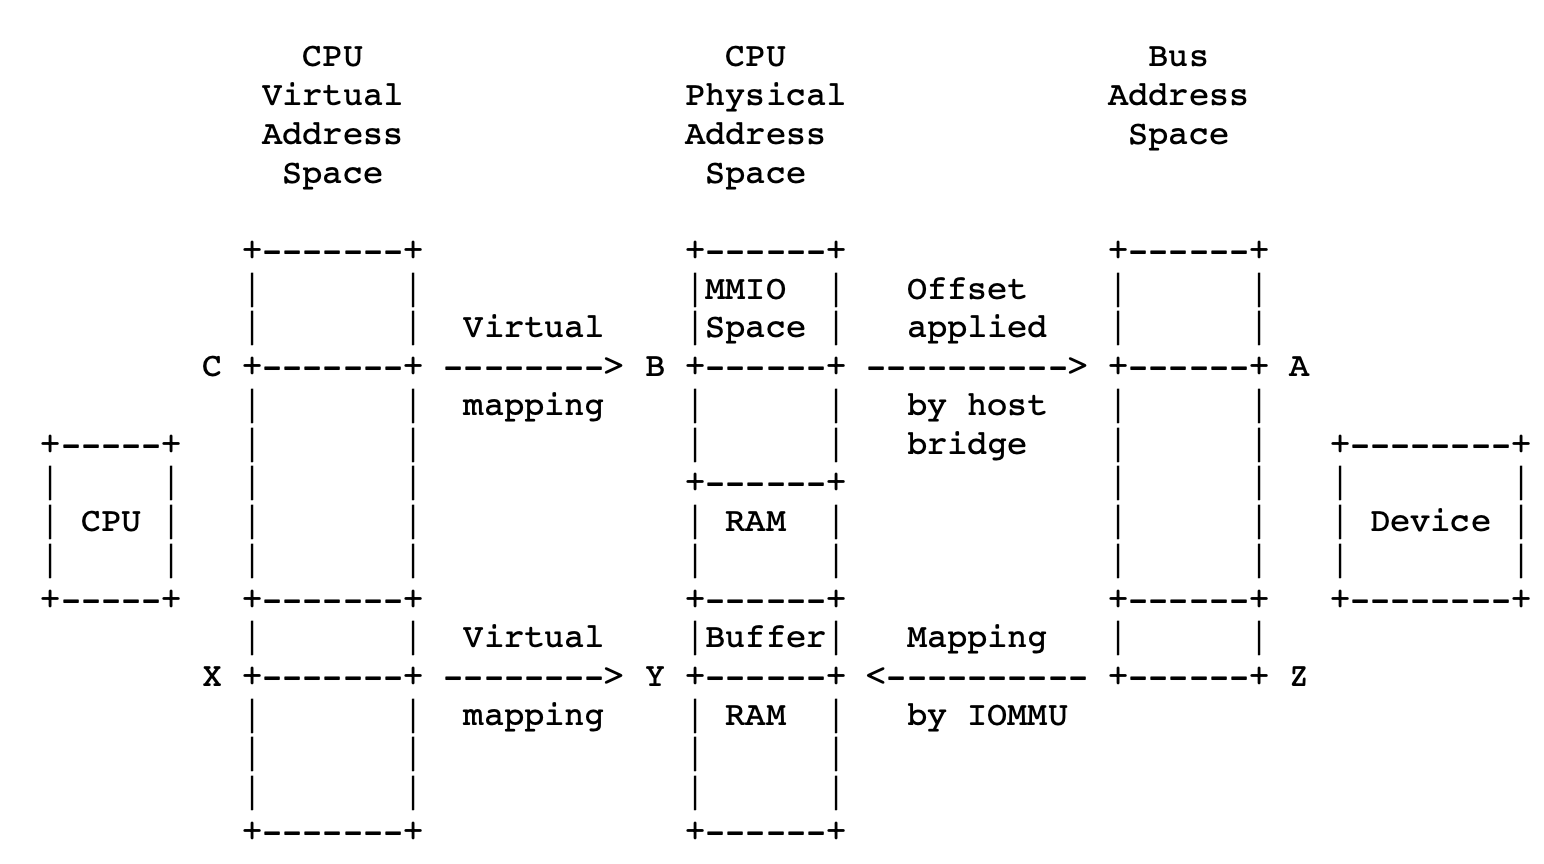 CPU                  CPU                  Bus
          Virtual              Physical             Address
          Address              Address               Space
           Space                Space

         +-------+             +------+             +------+
         |       |             |MMIO  |   Offset    |      |
         |       |  Virtual    |Space |   applied   |      |
       C +-------+ --------> B +------+ ----------> +------+ A
         |       |  mapping    |      |   by host   |      |
+-----+  |       |             |      |   bridge    |      |   +--------+
|     |  |       |             +------+             |      |   |        |
| CPU |  |       |             | RAM  |             |      |   | Device |
|     |  |       |             |      |             |      |   |        |
+-----+  +-------+             +------+             +------+   +--------+
         |       |  Virtual    |Buffer|   Mapping   |      |
       X +-------+ --------> Y +------+ <---------- +------+ Z
         |       |  mapping    | RAM  |   by IOMMU
         |       |             |      |
         |       |             |      |
         +-------+             +------+